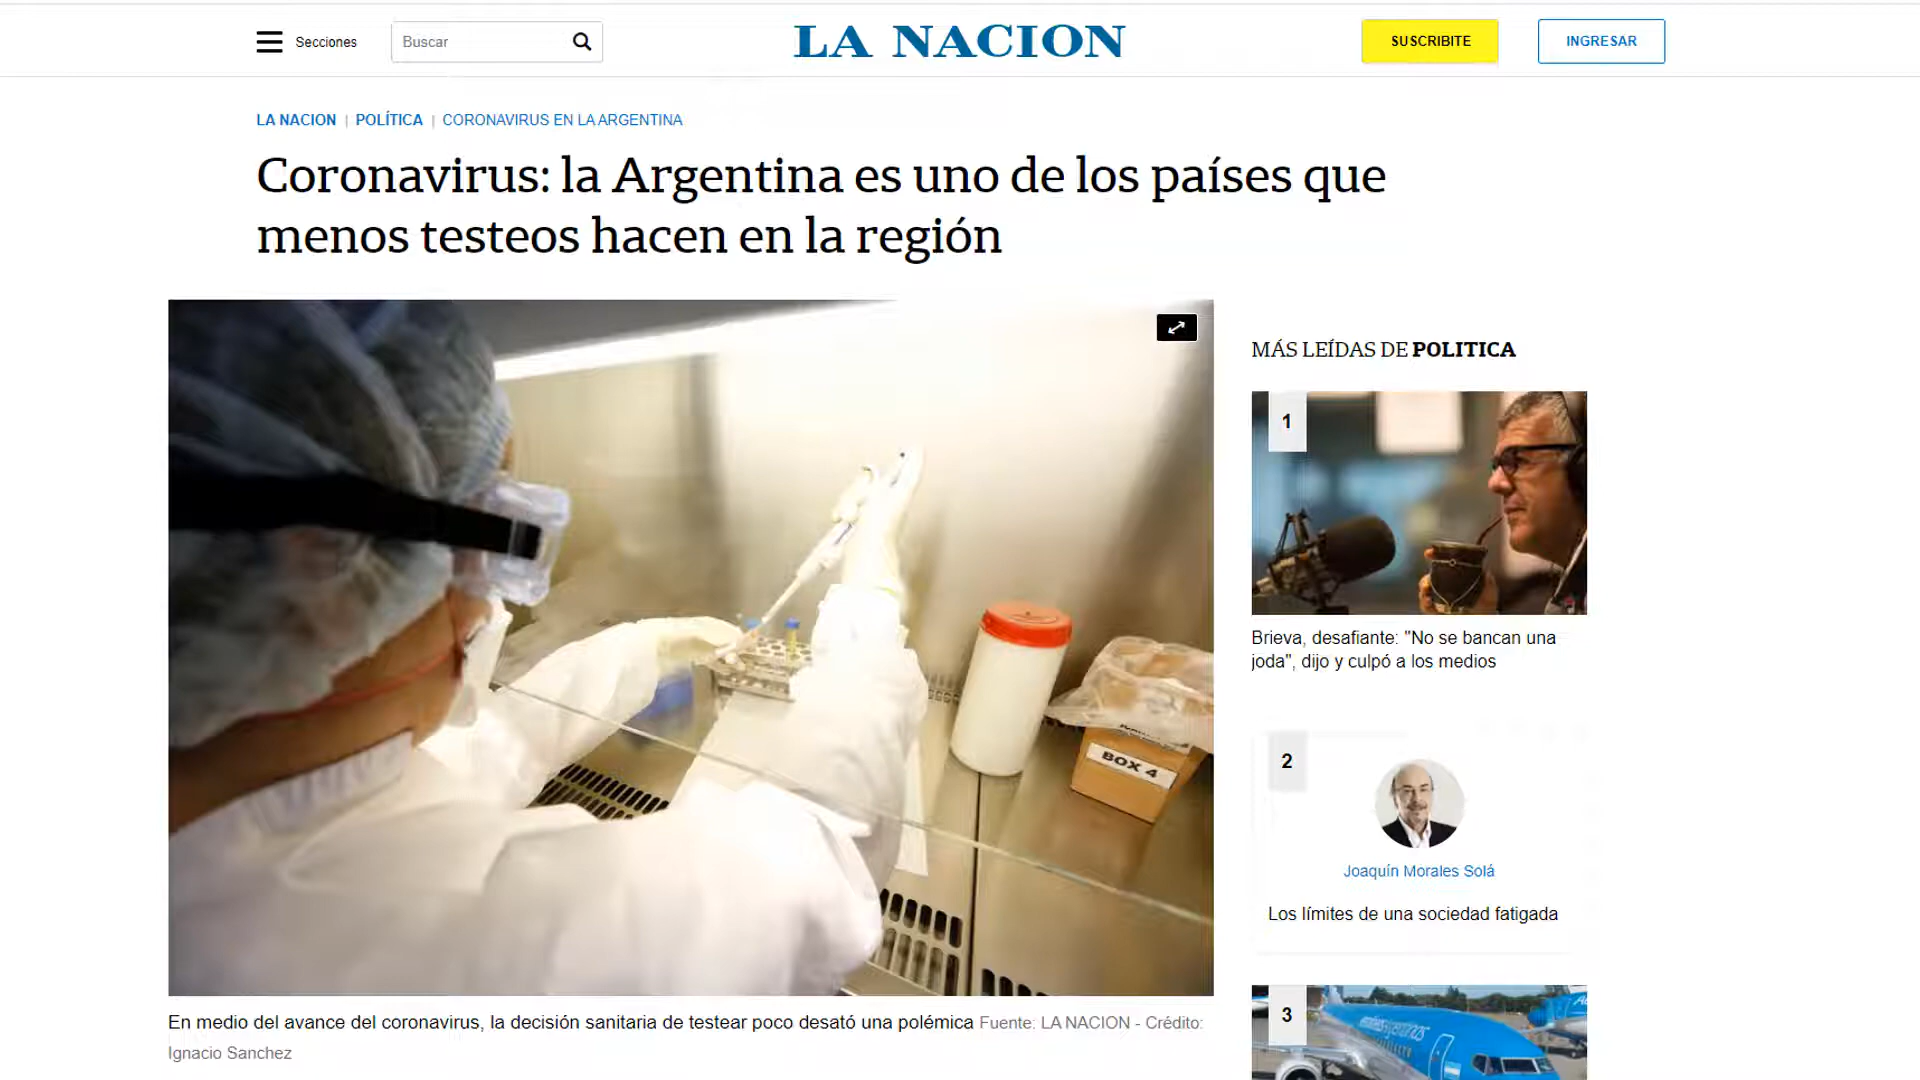 Secciones
Buscar
LA NACION
SUSCRIBITE
INGRESAR
LA NACION | POLÍTICA | CORONAVIRUS EN LA ARGENTINA
Coronavirus: la Argentina es uno de los países que
menos testeos hacen en la región
MÁS LEÍDAS DE POLITICA
1
Brieva, desafiante: "No se bancan una
joda", dijo y culpó a los medios
2
Joaquín Morales Solá
Los límites de una sociedad fatigada
3
BOX 4
En medio del avance del coronavirus, la decisión sanitaria de testear poco desató una polémica Fuente: LA NACION - Crédito:
Ignacio Sanchez